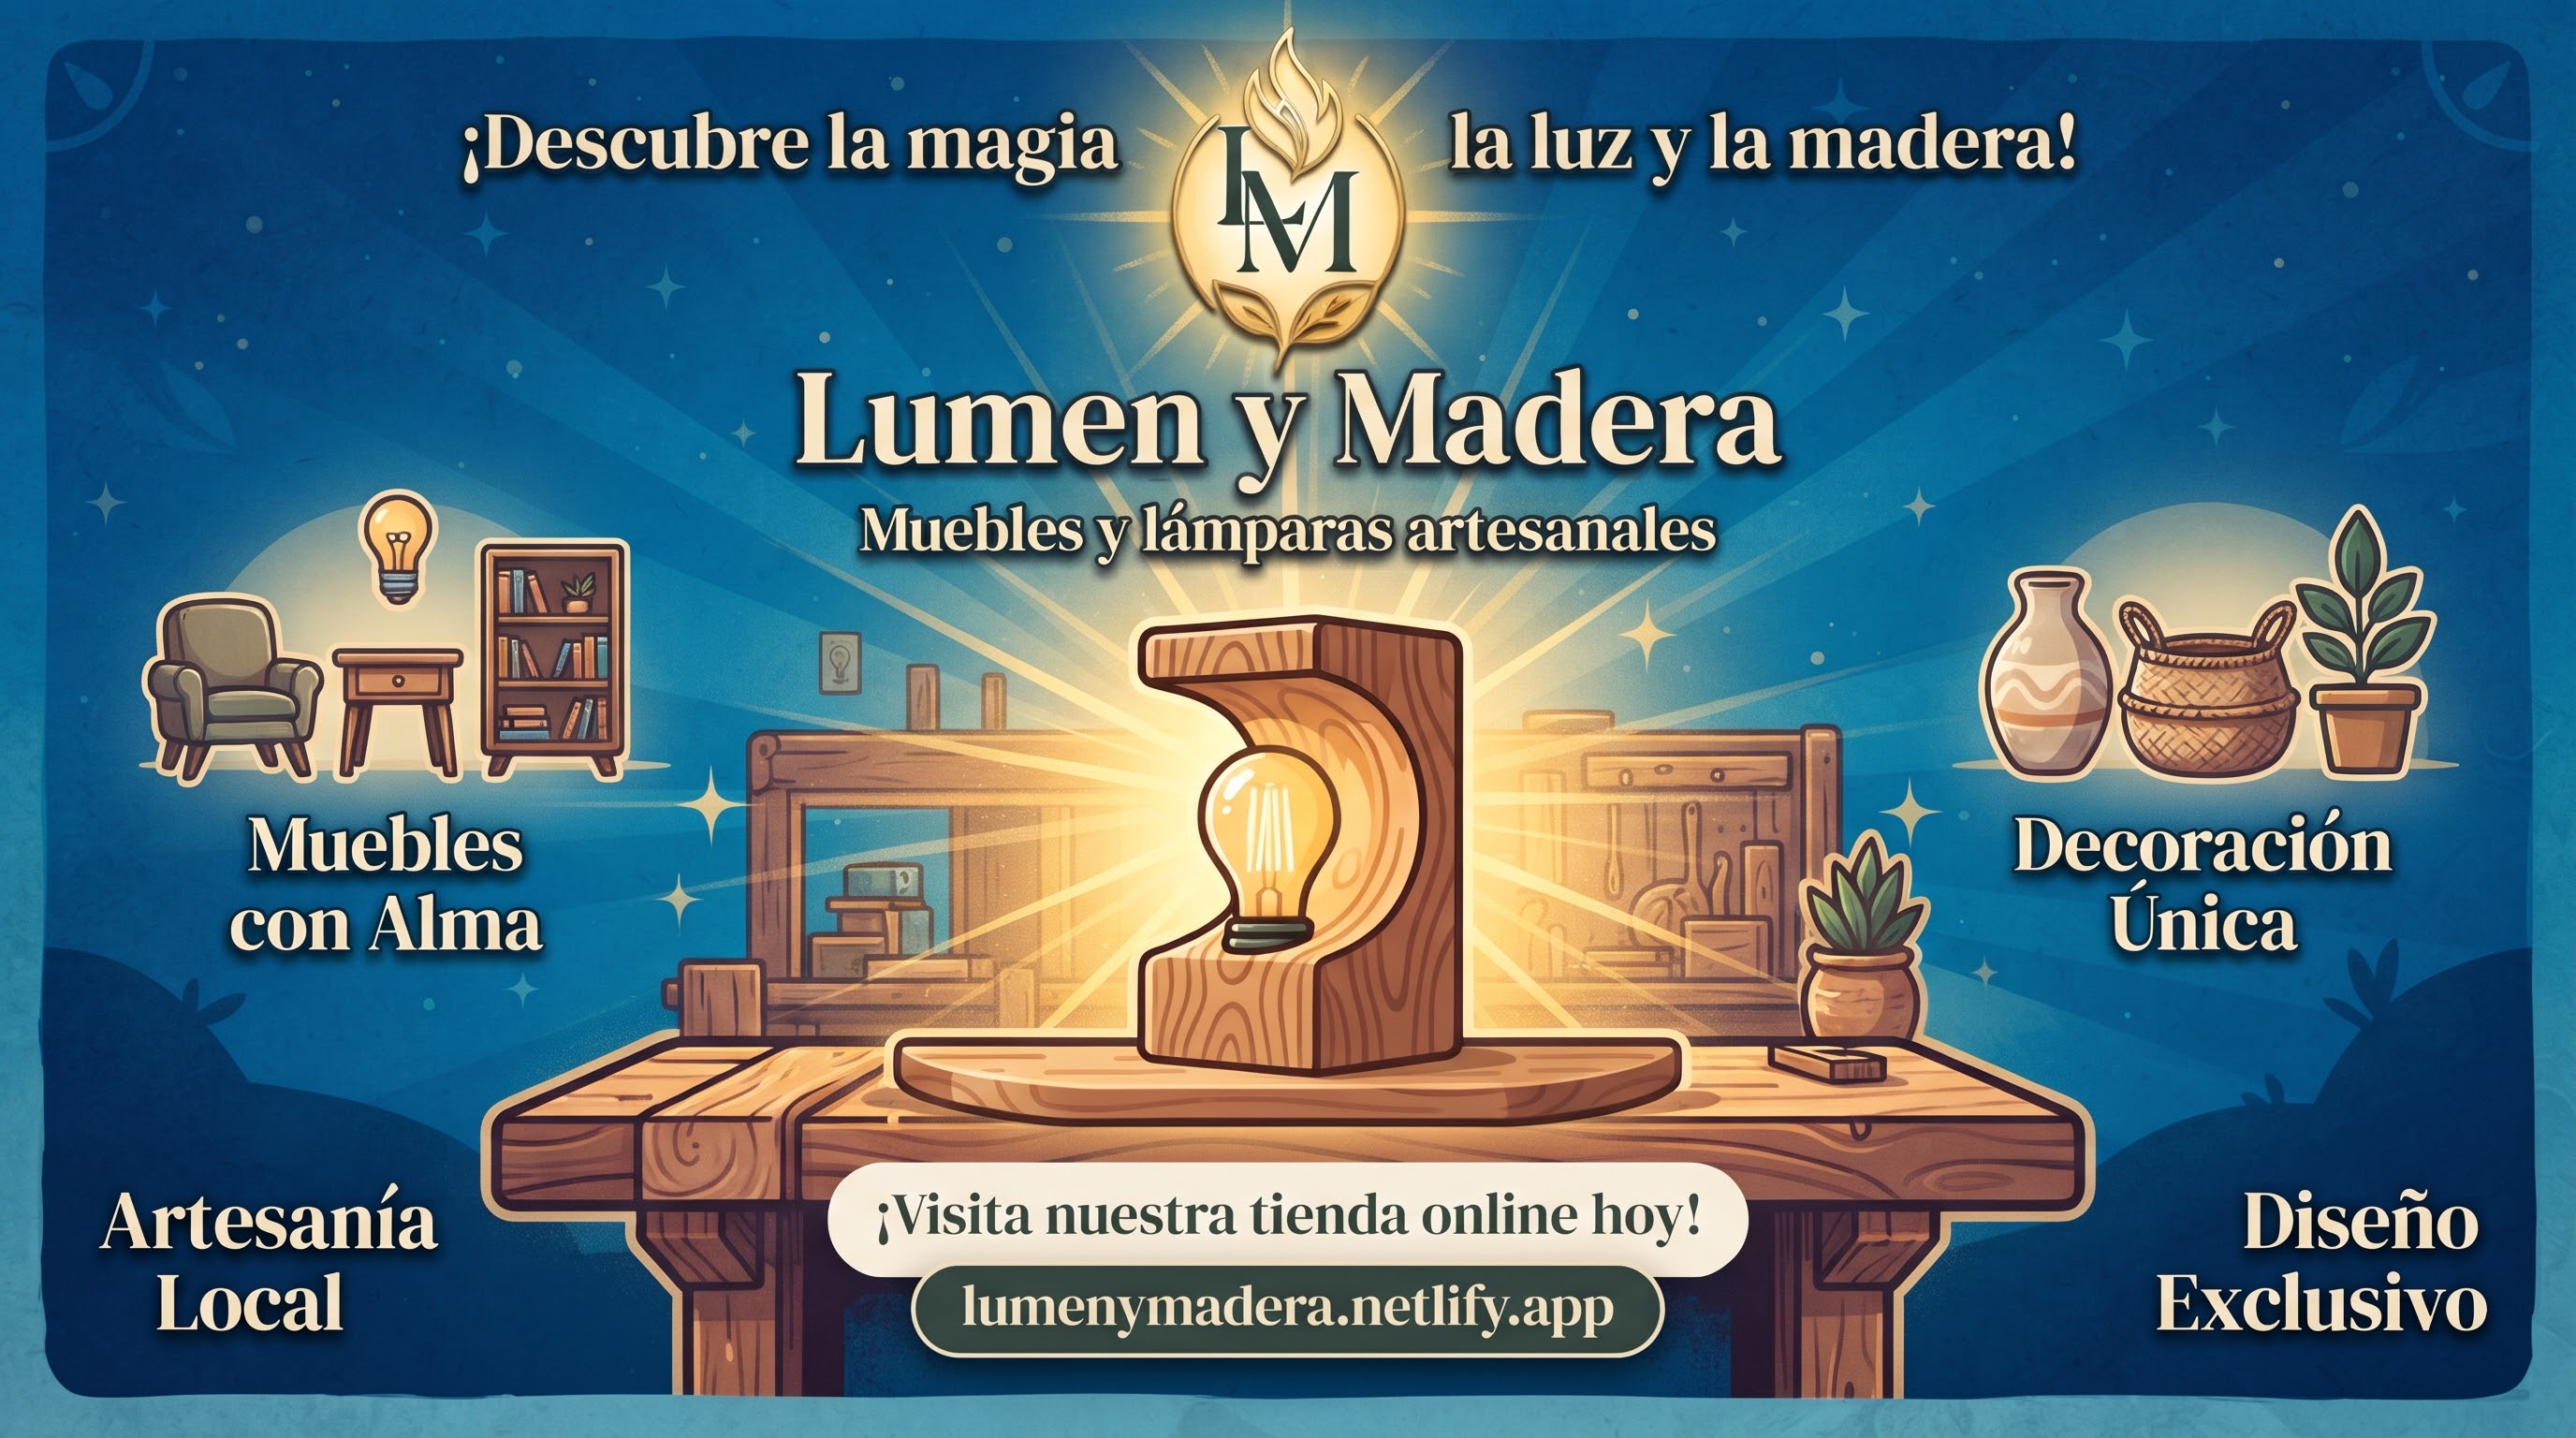 ¡Descubre la magia la luz y la madera!
LM
Lumen y Madera
Muebles y lámparas artesanales
Muebles
con Alma
Decoración
Única
Artesanía
Local
¡Visita nuestra tienda online hoy!
lumenymadera.netlify.app
Diseño
Exclusivo